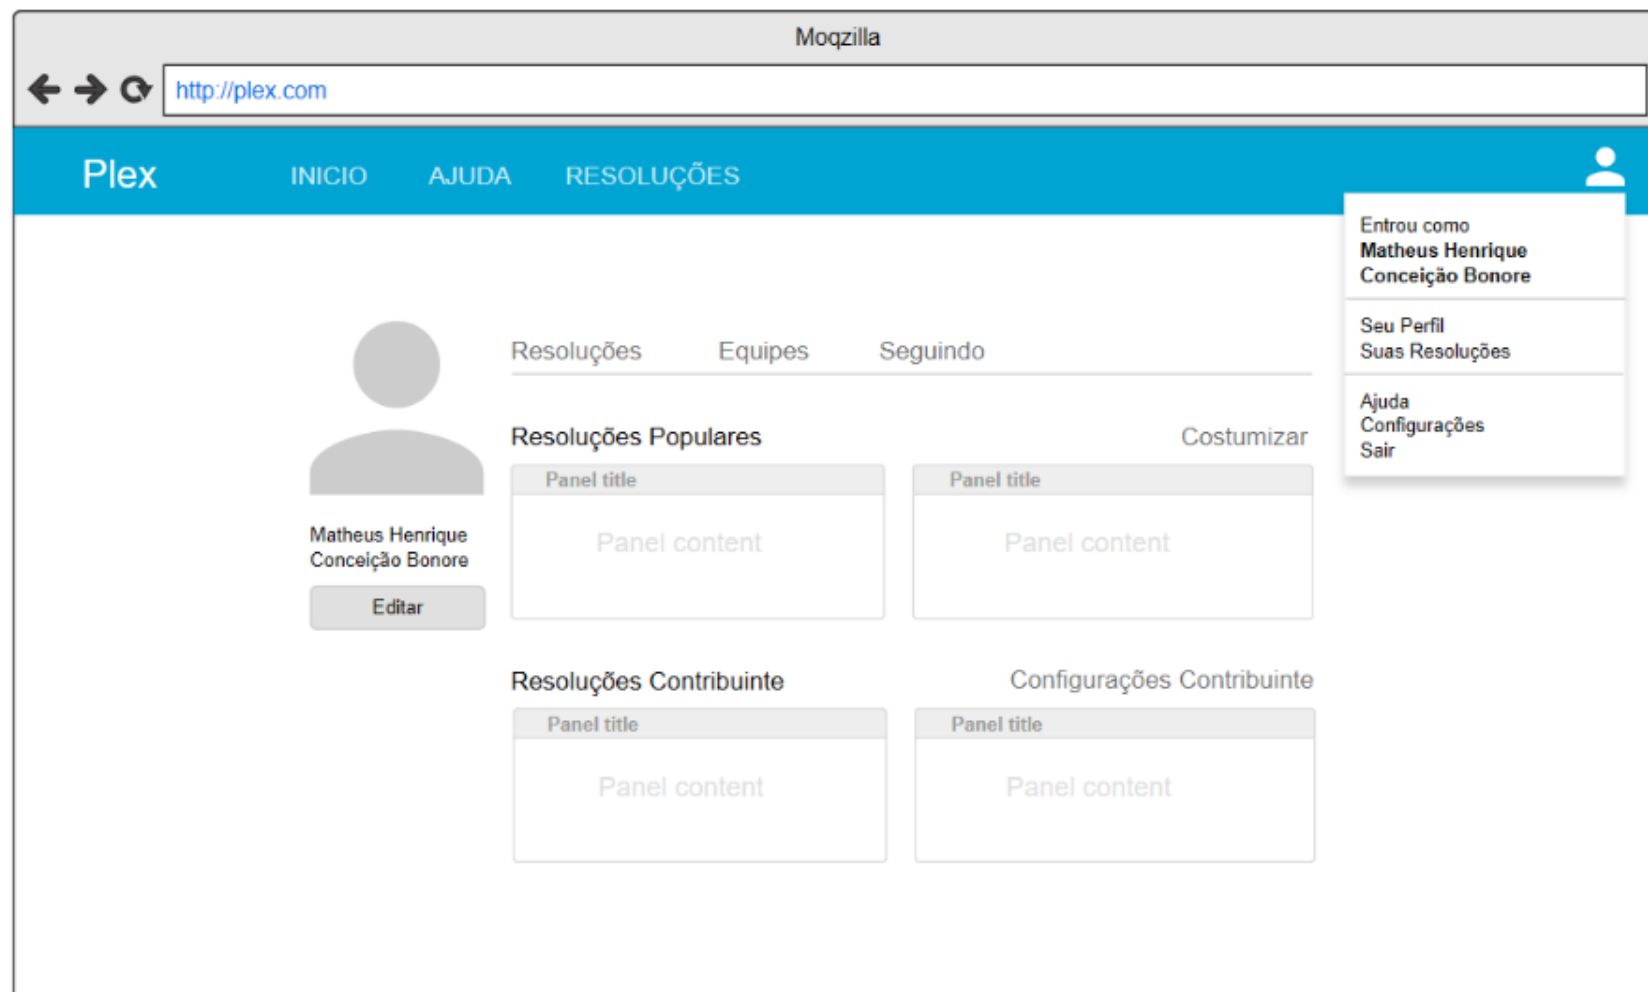 Moqzilla
http://plex.com
Plex INICIO AJUDA RESOLUÇÕES
Entrou como
Matheus Henrique
Conceição Bonore
Seu Perfil
Suas Resoluções
Ajuda
Configurações
Sair
Resoluções Equipes Seguindo
Matheus Henrique
Conceição Bonore
Editar
Resoluções Populares Costumizar
Panel title Panel title
Panel content Panel content
Resoluções Contribuinte Configurações Contribuinte
Panel title Panel title
Panel content Panel content